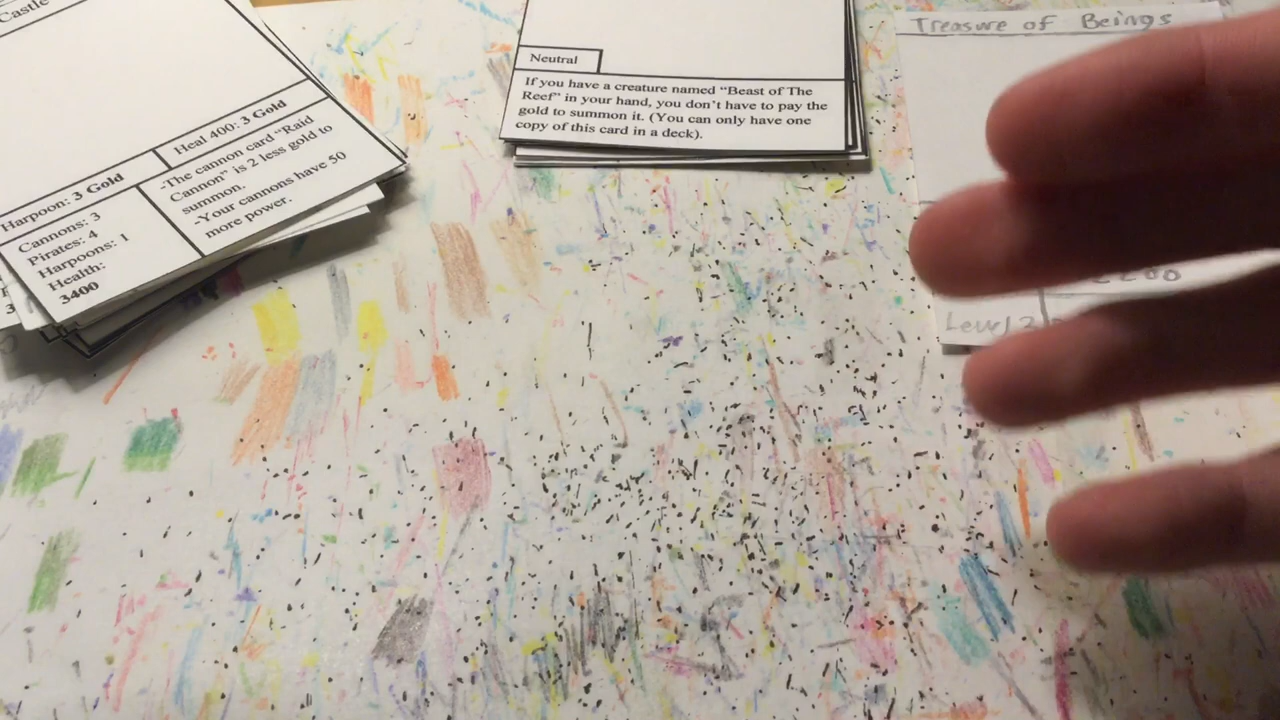 Castle
Harpoon: 3 Gold
Heal 400: 3 Gold
Cannons: 3
Pirates: 4
Harpoons: 1
Health:
3400
-The cannon card “Raid
Cannon” is 2 less gold to
summon.
-Your cannons have 50
more power.
3
Neutral
If you have a creature named “Beast of The
Reef” in your hand, you don’t have to pay the
gold to summon it. (You can only have one
copy of this card in a deck).
Treasure of Beings
Level 2